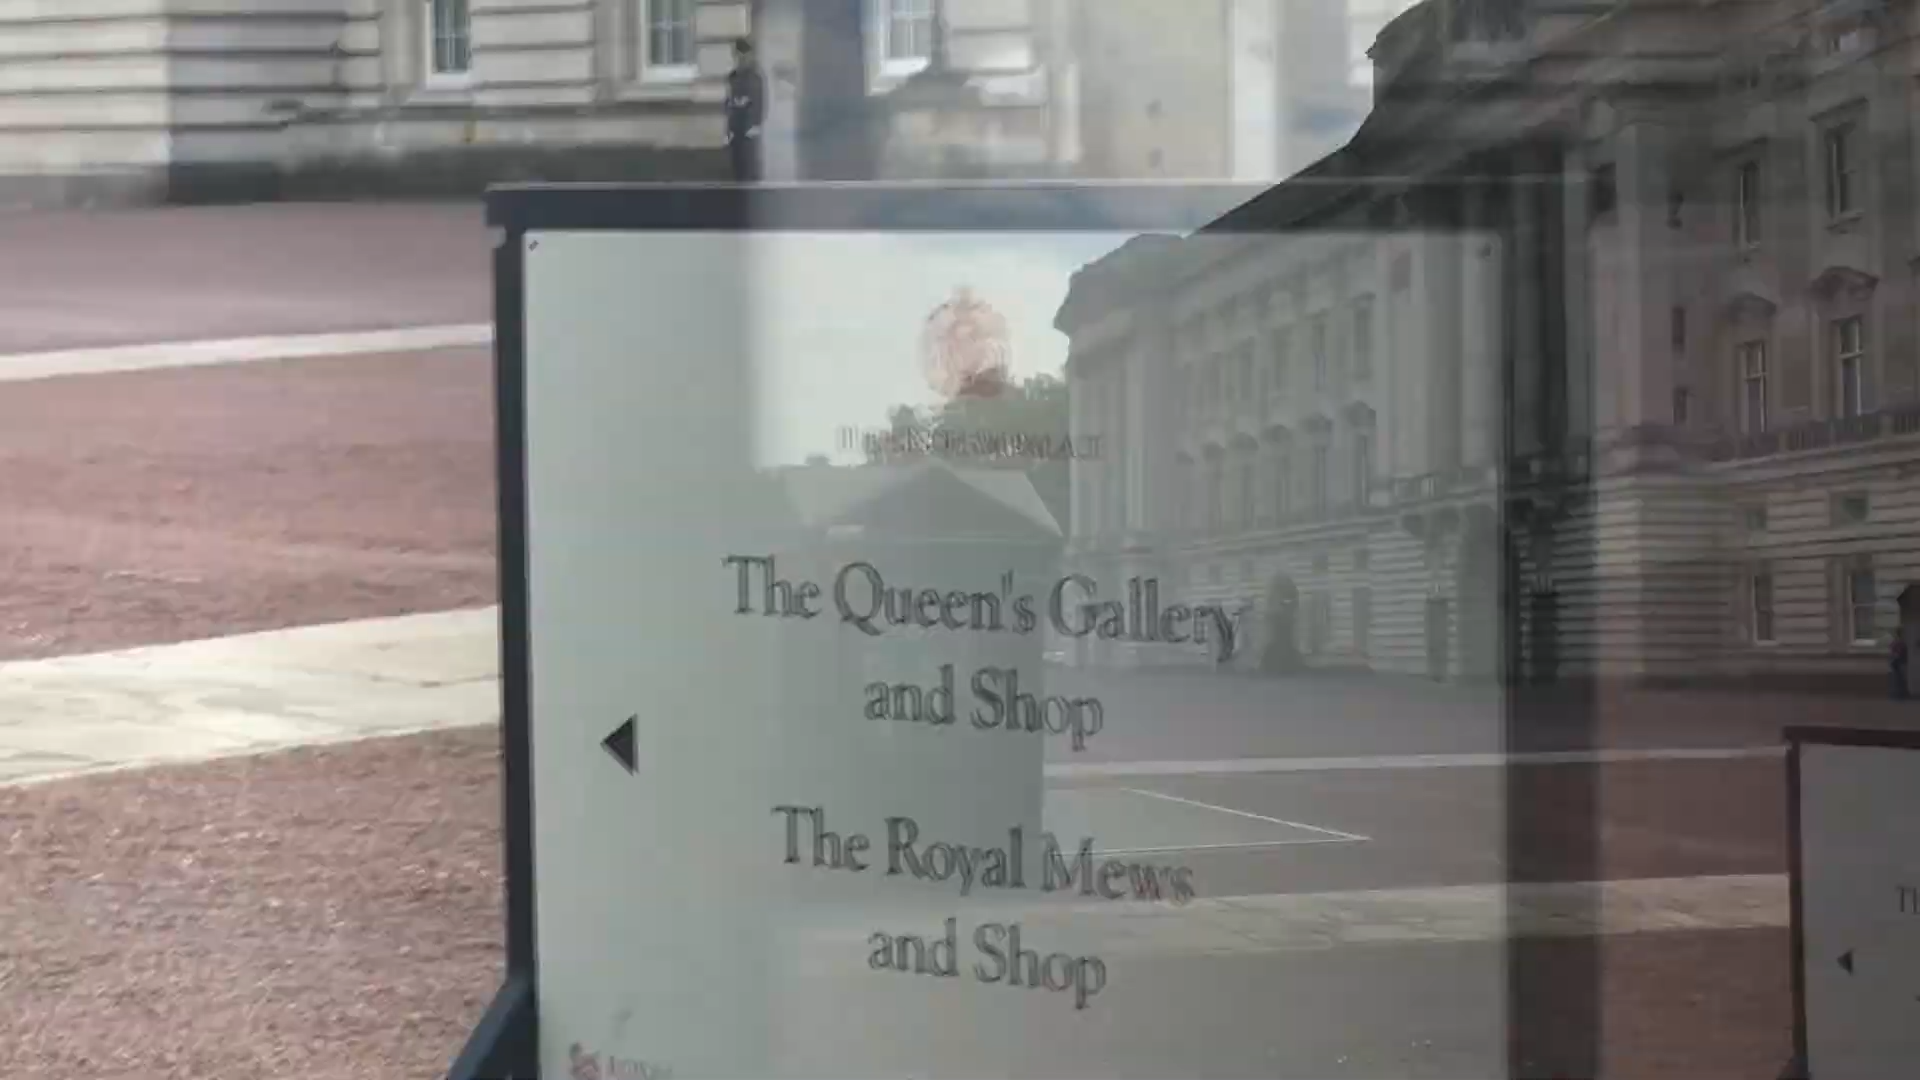 The Queen's Gallery
and Shop
The Royal Mews
and Shop